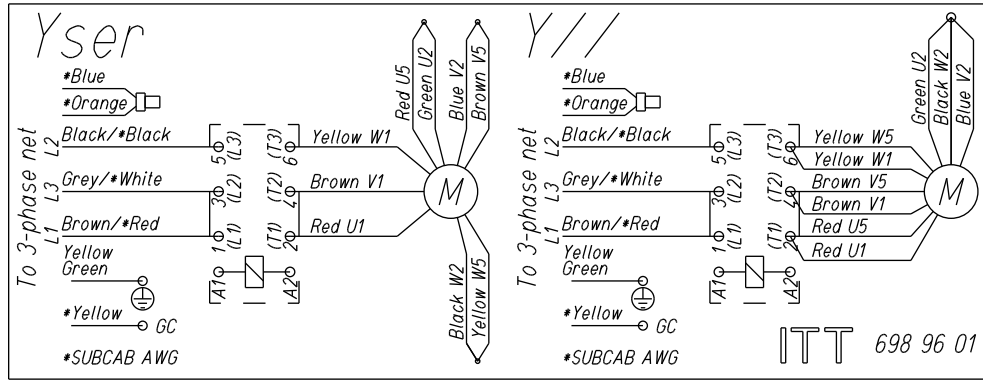 Yser
*Blue
*Orange
To 3-phase net
L2
L3
L1
Black/*Black
Grey/*White
Brown/*Red
Yellow
Green
*Yellow
GC
*SUBCAB AWG
5 (L3)
3 (L2)
1 (L1)
(T3) 6
(T2) 4
(T1) 2
A1
A2
Yellow W1
Brown V1
Red U1
Red U5
Green U2
Blue V2
Brown V5
M
Black W2
Yellow W5
Y//
*Blue
*Orange
To 3-phase net
L2
L3
L1
Black/*Black
Grey/*White
Brown/*Red
Yellow
Green
*Yellow
GC
*SUBCAB AWG
5 (L3)
3 (L2)
1 (L1)
(T3) 6
(T2) 4
(T1) 2
A1
A2
Yellow W5
Yellow W1
Brown V5
Brown V1
Red U5
Red U1
Green U2
Black W2
Blue V2
M
ITT 698 96 01